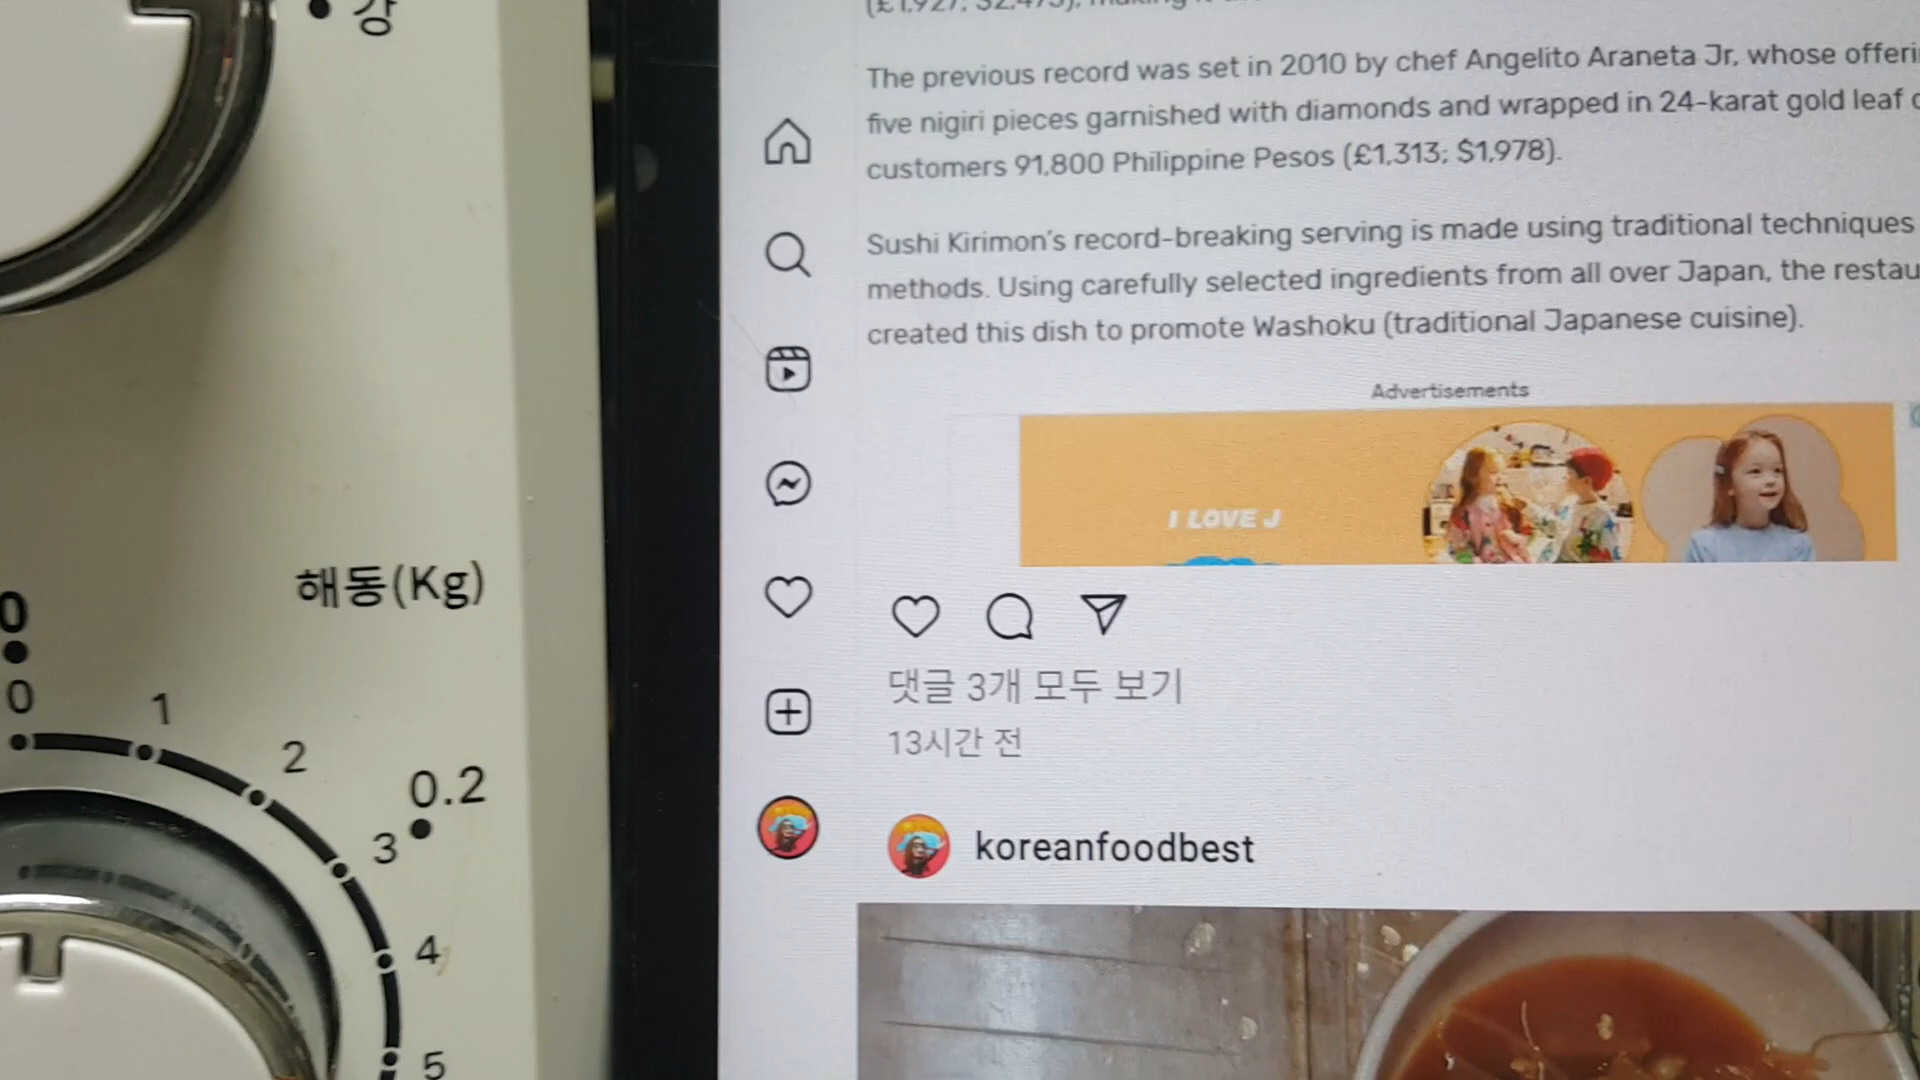 강
해동(Kg)
0
0
1
2
0.2
3
4
5
The previous record was set in 2010 by chef Angelito Araneta Jr, whose
five nigiri pieces garnished with diamonds and wrapped in 24-karat gold leaf
customers 91,800 Philippine Pesos (£1,313; $1,978).
Sushi Kirimon's record-breaking serving is made using traditional techniques
methods. Using carefully selected ingredients from all over Japan, the
created this dish to promote Washoku (traditional Japanese cuisine).
Advertisements
I LOVE J
댓글 3개 모두 보기
13시간 전
koreanfoodbest